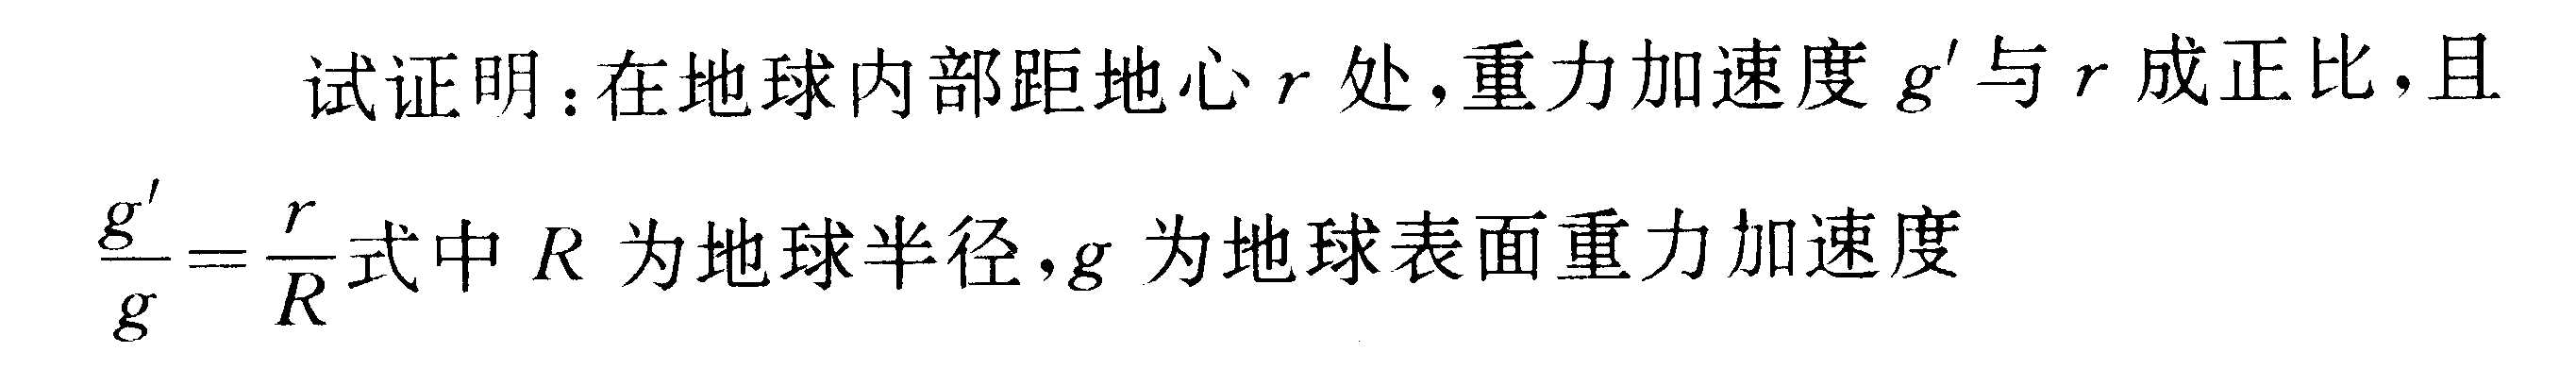 试证明:在地球内部距地心 r 处,重力加速度 g′与 r 成正比,且
g′/g=r/R式中 R 为地球半径,g 为地球表面重力加速度